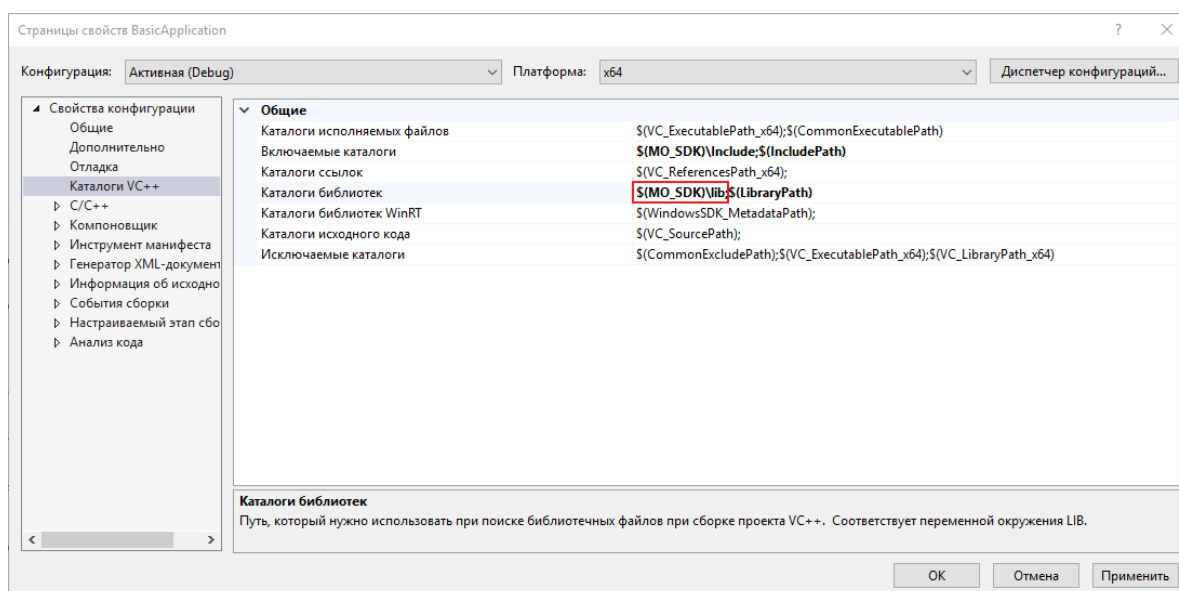 Страницы свойств BasicApplication
Конфигурация: Активная (Debug) Платформа: x64 Диспетчер конфигураций...
Свойства конфигурации
Общие
Дополнительно
Отладка
Каталоги VC++
C/C++
Компоновщик
Инструмент манифеста
Генератор XML-документ
Информация об исходно
События сборки
Настраиваемый этап сбо
Анализ кода
Общие
Каталоги исполняемых файлов $(VC_ExecutablePath_x64);$(CommonExecutablePath)
Включаемые каталоги $(MO_SDK)\Include;$(IncludePath)
Каталоги ссылок $(VC_ReferencesPath_x64);
Каталоги библиотек $(MO_SDK)\lib;$(LibraryPath)
Каталоги библиотек WinRT $(WindowsSDK_MetadataPath);
Каталоги исходного кода $(VC_SourcePath);
Исключаемые каталоги $(CommonExcludePath);$(VC_ExecutablePath_x64);$(VC_LibraryPath_x64)
Каталоги библиотек
Путь, который нужно использовать при поиске библиотечных файлов при сборке проекта VC++. Соответствует переменной окружения LIB.
ОК Отмена Применить